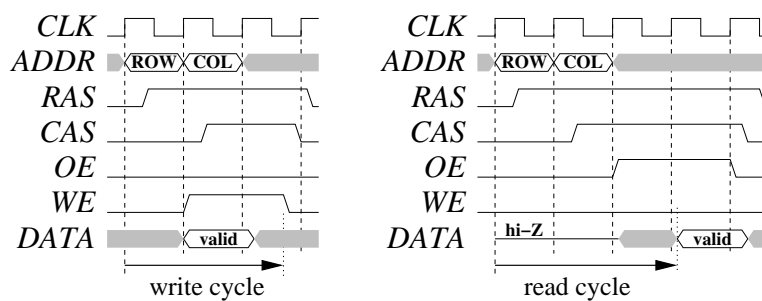 CLK CLK
ADDR ROW COL ADDR ROW COL
RAS RAS
CAS CAS
OE OE
WE WE
DATA valid DATA hi-Z valid
write cycle read cycle